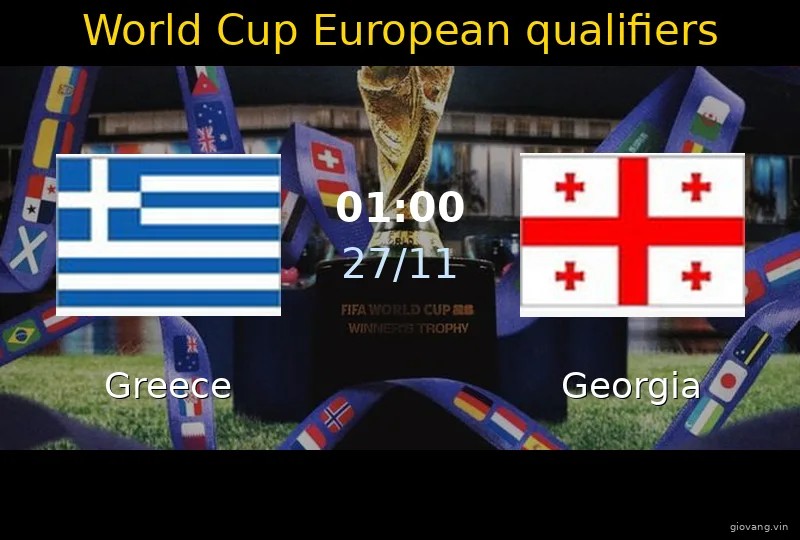 World Cup European qualifiers
01:00
27/11
FIFA WORLD CUP
WINNER'S TROPHY
Greece
Georgia
giovang.vin